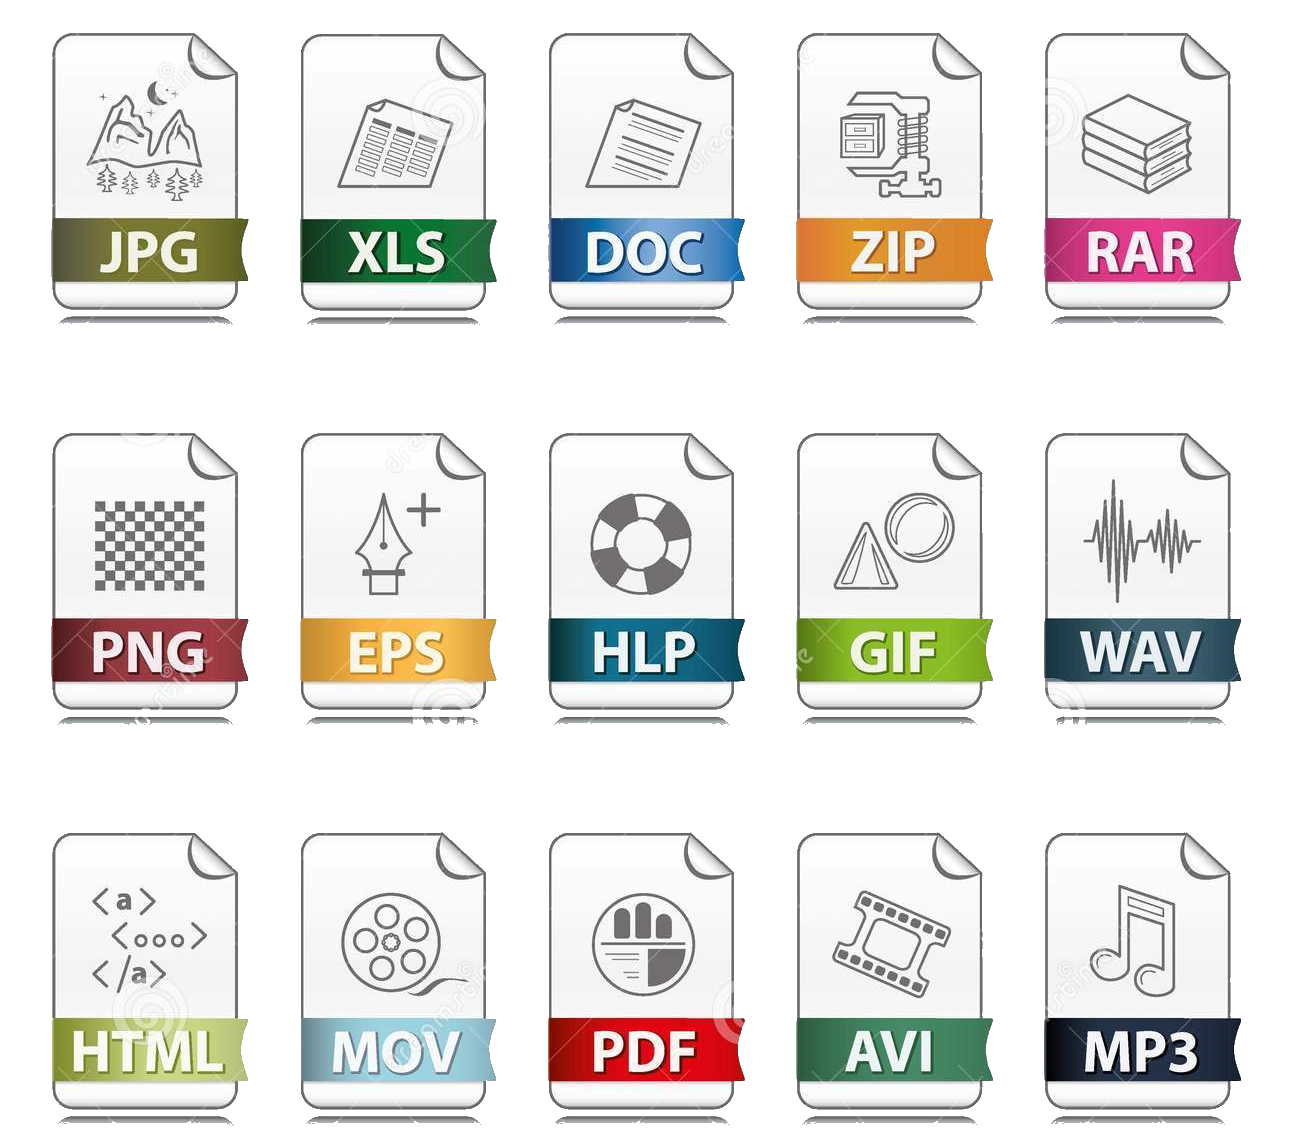 JPG
XLS
DOC
ZIP
RAR
PNG
EPS
HLP
GIF
WAV
<a>
<ooo>
</a>
HTML
MOV
PDF
AVI
MP3